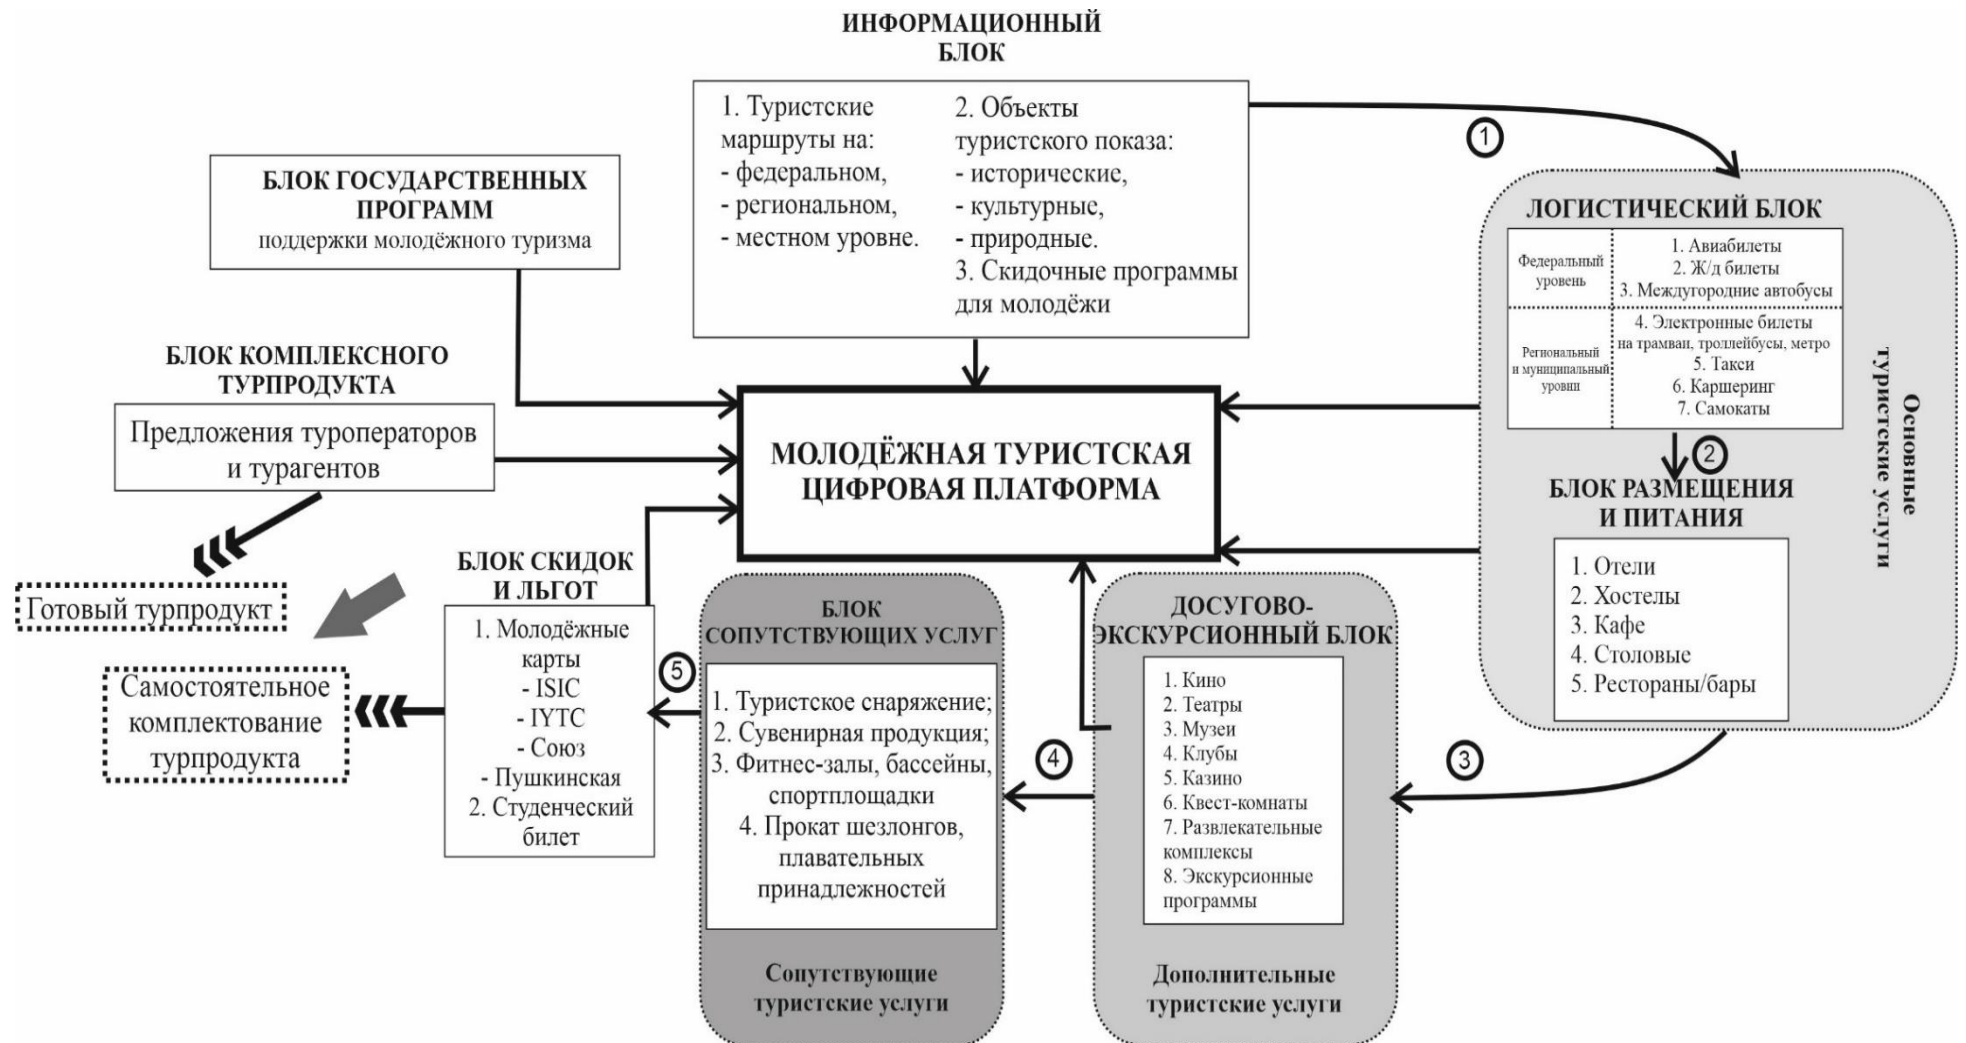 ИНФОРМАЦИОННЫЙ
БЛОК
1. Туристские
маршруты на:
- федеральном,
- региональном,
- местном уровне.
2. Объекты
туристского показа:
- исторические,
- культурные,
- природные.
3. Скидочные программы
для молодёжи
1
БЛОК ГОСУДАРСТВЕННЫХ
ПРОГРАММ
поддержки молодёжного туризма
БЛОК КОМПЛЕКСНОГО
ТУРПРОДУКТА
Предложения туроператоров
и турагентов
Готовый турпродукт
Самостоятельное
комплектование
турпродукта
МОЛОДЁЖНАЯ ТУРИСТСКАЯ
ЦИФРОВАЯ ПЛАТФОРМА
ЛОГИСТИЧЕСКИЙ БЛОК
Федеральный
уровень
1. Авиабилеты
2. Ж/д билеты
3. Междугородние автобусы
Региональный
и муниципальный
уровни
4. Электронные билеты
на трамваи, троллейбусы, метро
5. Такси
6. Каршеринг
7. Самокаты
2
БЛОК РАЗМЕЩЕНИЯ
И ПИТАНИЯ
1. Отели
2. Хостелы
3. Кафе
4. Столовые
5. Рестораны/бары
Основные
туристские услуги
3
ДОСУГОВО-
ЭКСКУРСИОННЫЙ БЛОК
1. Кино
2. Театры
3. Музеи
4. Клубы
5. Казино
6. Квест-комнаты
7. Развлекательные
комплексы
8. Экскурсионные
программы
Дополнительные
туристские услуги
4
БЛОК
СОПУТСТВУЮЩИХ УСЛУГ
1. Туристское снаряжение;
2. Сувенирная продукция;
3. Фитнес-залы, бассейны,
спортплощадки
4. Прокат шезлонгов,
плавательных
принадлежностей
Сопутствующие
туристские услуги
5
БЛОК СКИДОК
И ЛЬГОТ
1. Молодёжные
карты
- ISIC
- IYTC
- Союз
- Пушкинская
2. Студенческий
билет